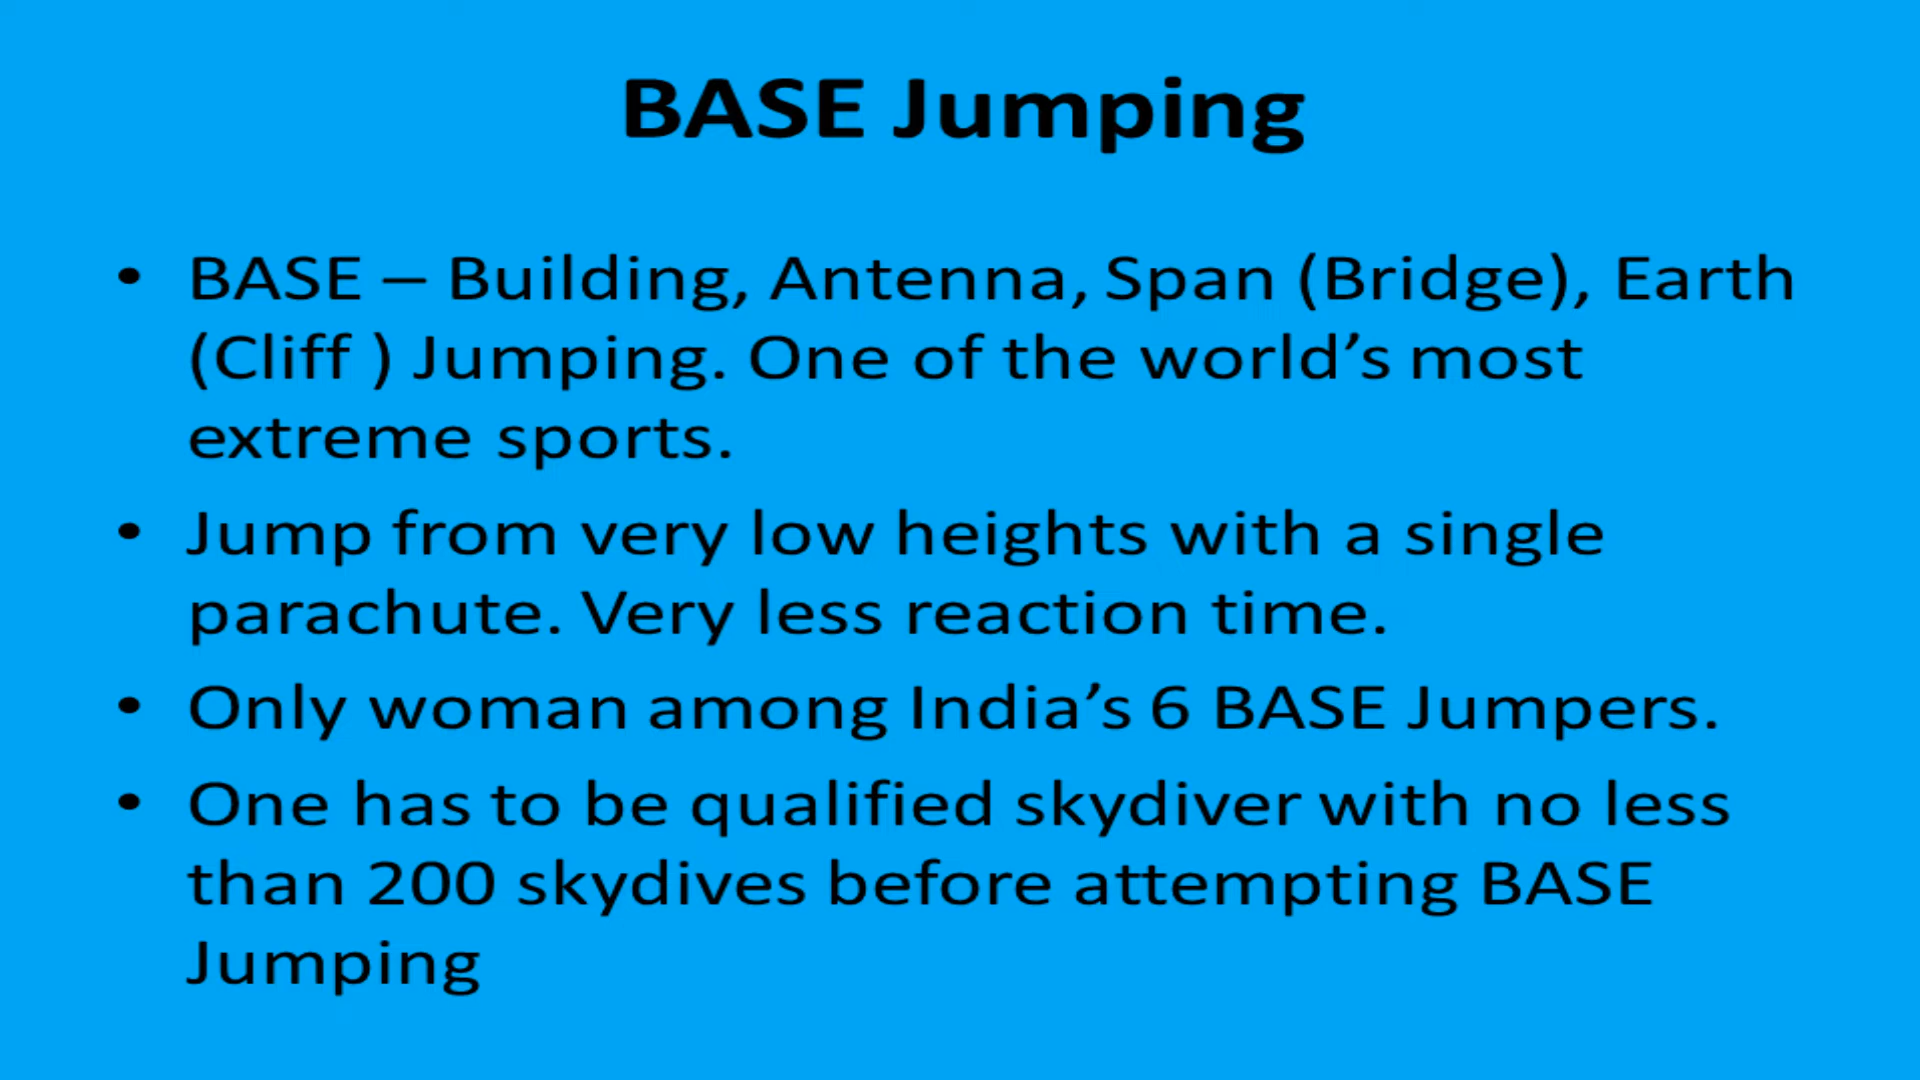 BASE Jumping
• BASE – Building, Antenna, Span (Bridge), Earth
(Cliff ) Jumping. One of the world’s most
extreme sports.
• Jump from very low heights with a single
parachute. Very less reaction time.
• Only woman among India’s 6 BASE Jumpers.
• One has to be qualified skydiver with no less
than 200 skydives before attempting BASE
Jumping